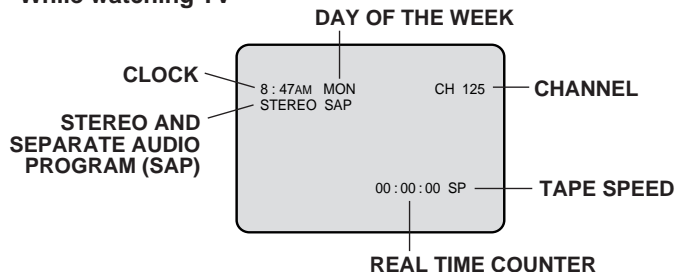 While watching TV
DAY OF THE WEEK
CLOCK
8 : 47AM MON
CH 125
CHANNEL
STEREO SAP
STEREO AND
SEPARATE AUDIO
PROGRAM (SAP)
00 : 00 : 00 SP
TAPE SPEED
REAL TIME COUNTER